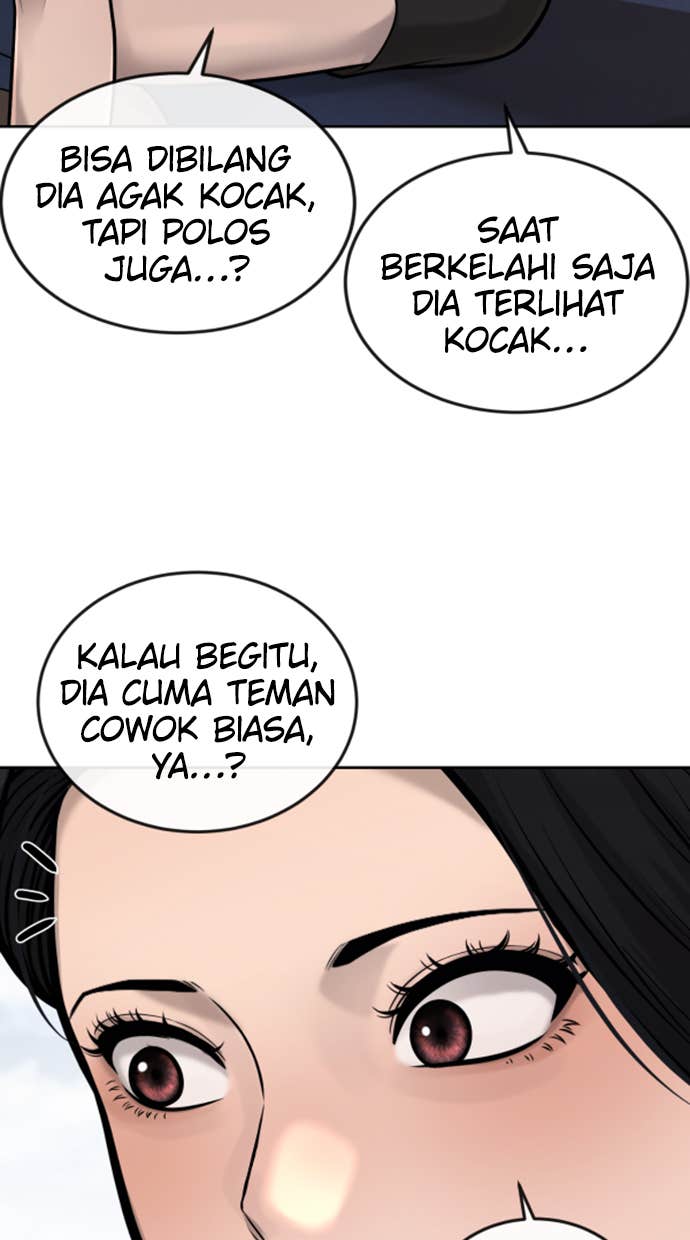 BISA DIBILANG
DIA AGAK KOCAK,
TAPI POLOS
JUGA...?
SAAT
BERKELAHI SAJA
DIA TERLIHAT
KOCAK...
KALAU BEGITU,
DIA CUMA TEMAN
COWOK BIASA,
YA...?